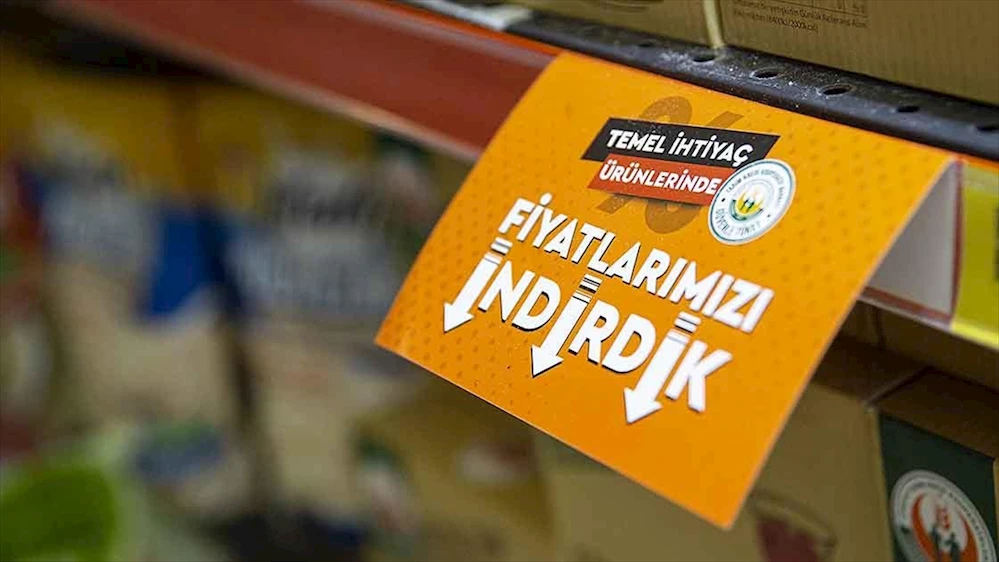 TEMEL İHTİYAÇ
ÜRÜNLERİNDE
FİYATLARIMIZI
İNDİRDİK